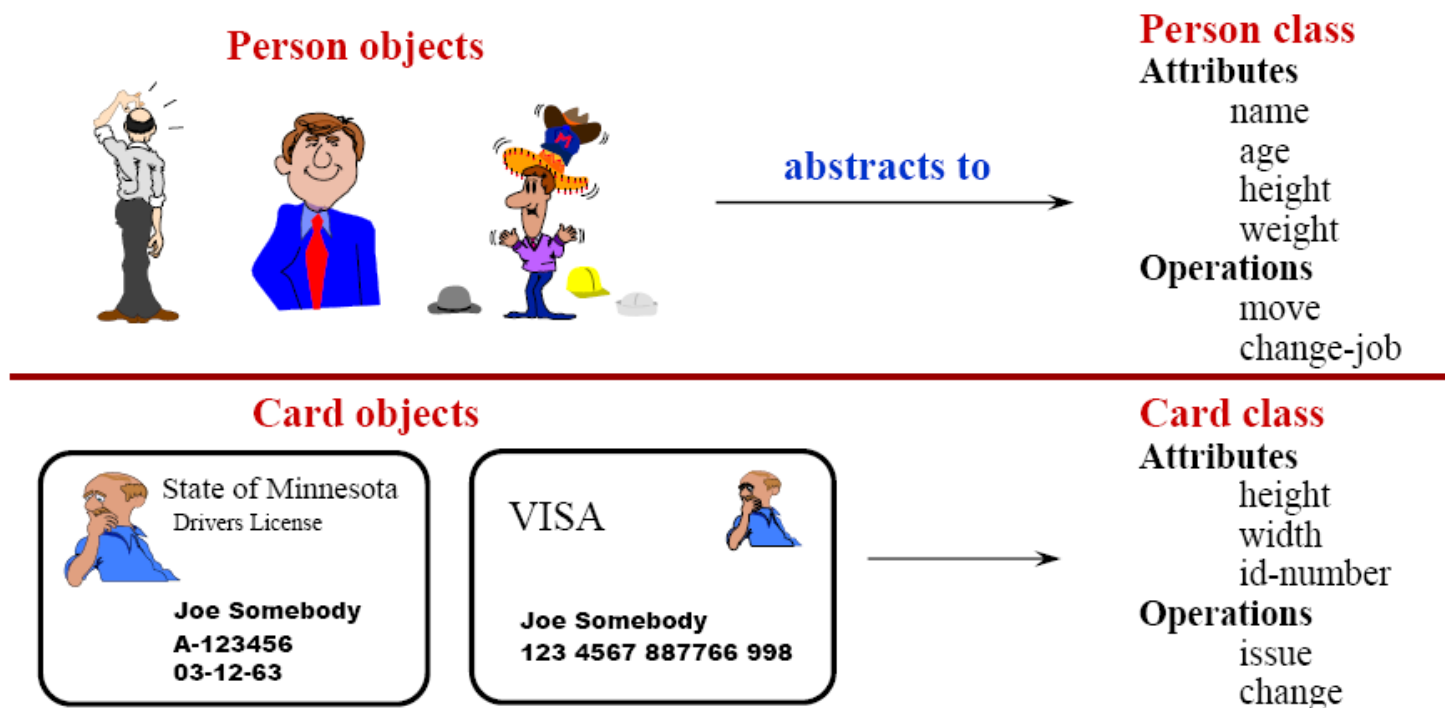 Person objects
M
abstracts to
Person class
Attributes
name
age
height
weight
Operations
move
change-job
Card objects
State of Minnesota
Drivers License
Joe Somebody
A-123456
03-12-63
VISA
Joe Somebody
123 4567 887766 998
Card class
Attributes
height
width
id-number
Operations
issue
change